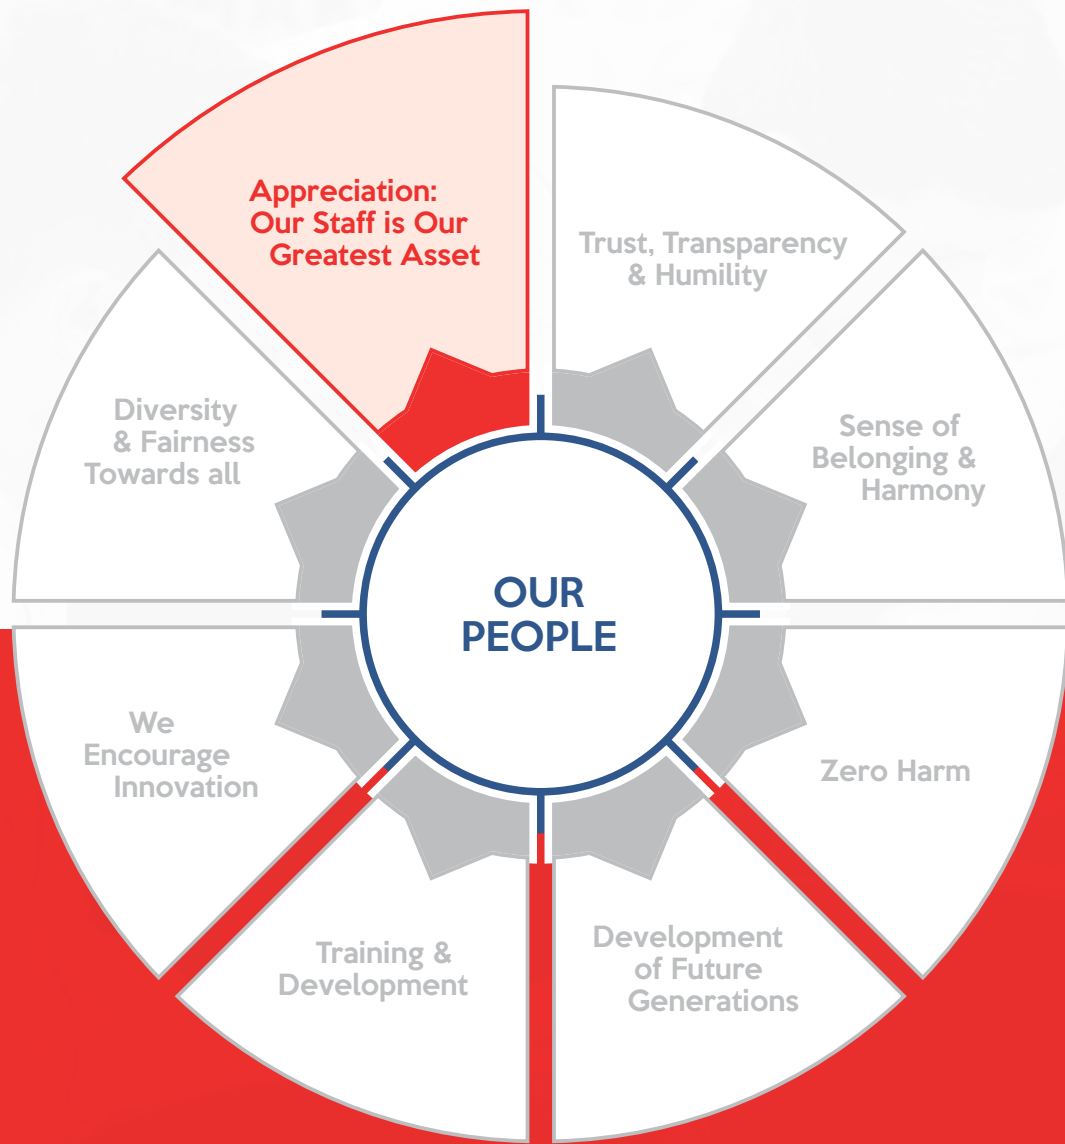 Appreciation:
Our Staff is Our
Greatest Asset
Trust, Transparency
& Humility
Sense of
Belonging &
Harmony
Zero Harm
Development
of Future
Generations
Training &
Development
We
Encourage
Innovation
Diversity
& Fairness
Towards all
OUR
PEOPLE